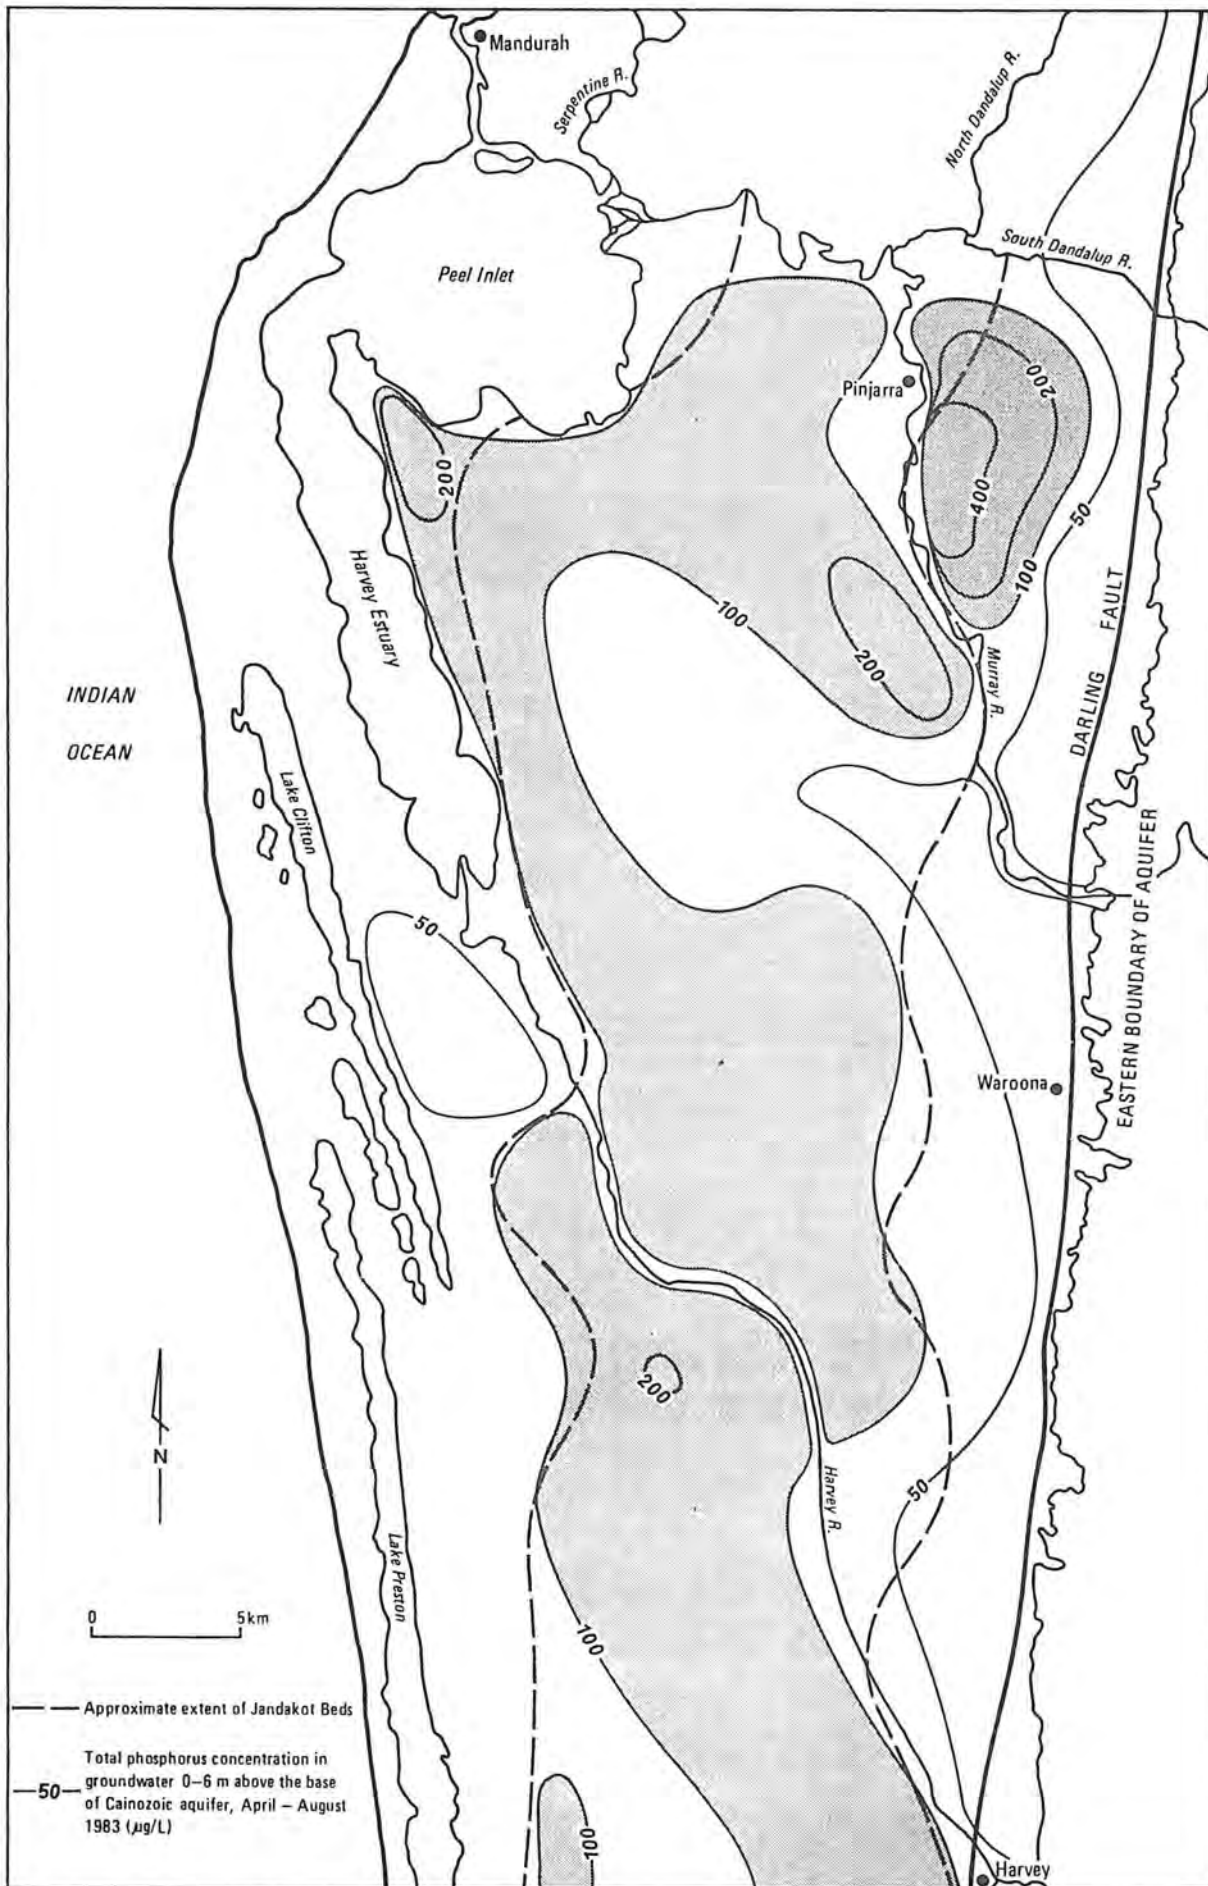 Mandurah
Serpentine R.
North Dandalup R.
South Dandalup R.
Peel Inlet
Pinjarra
200
200
400
50
100
Harvey Estuary
100
200
Murray R.
DARLING FAULT
INDIAN
OCEAN
Lake Clifton
EASTERN BOUNDARY OF AQUIFER
50
Waroona
200
N
Harvey R.
50
Lake Preston
0 5km
100
Approximate extent of Jandakot Beds
Total phosphorus concentration in
50
groundwater 0–6 m above the base
of Cainozoic aquifer, April – August
1983 (µg/L)
100
Harvey